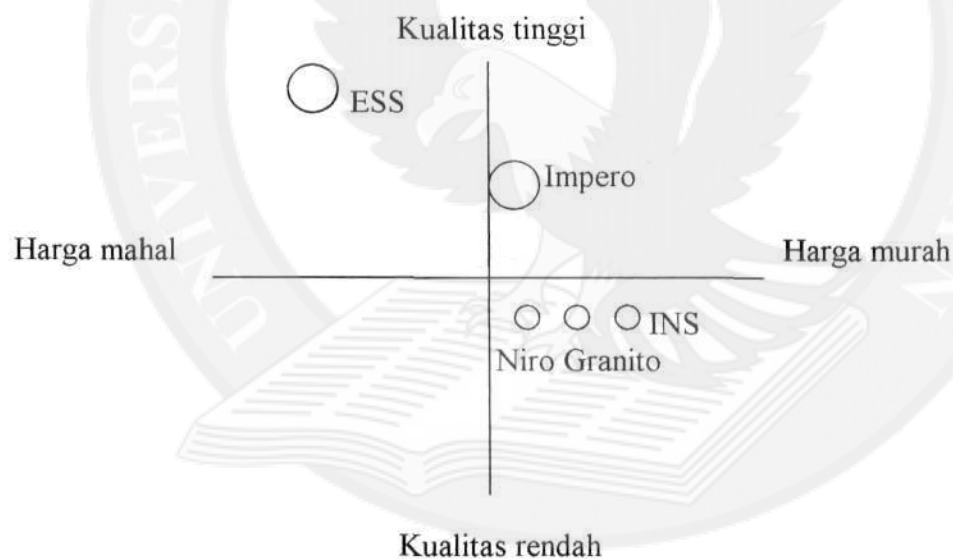 Kualitas tinggi
ESS
Impero
Harga mahal
Harga murah
INS
Niro Granito
Kualitas rendah